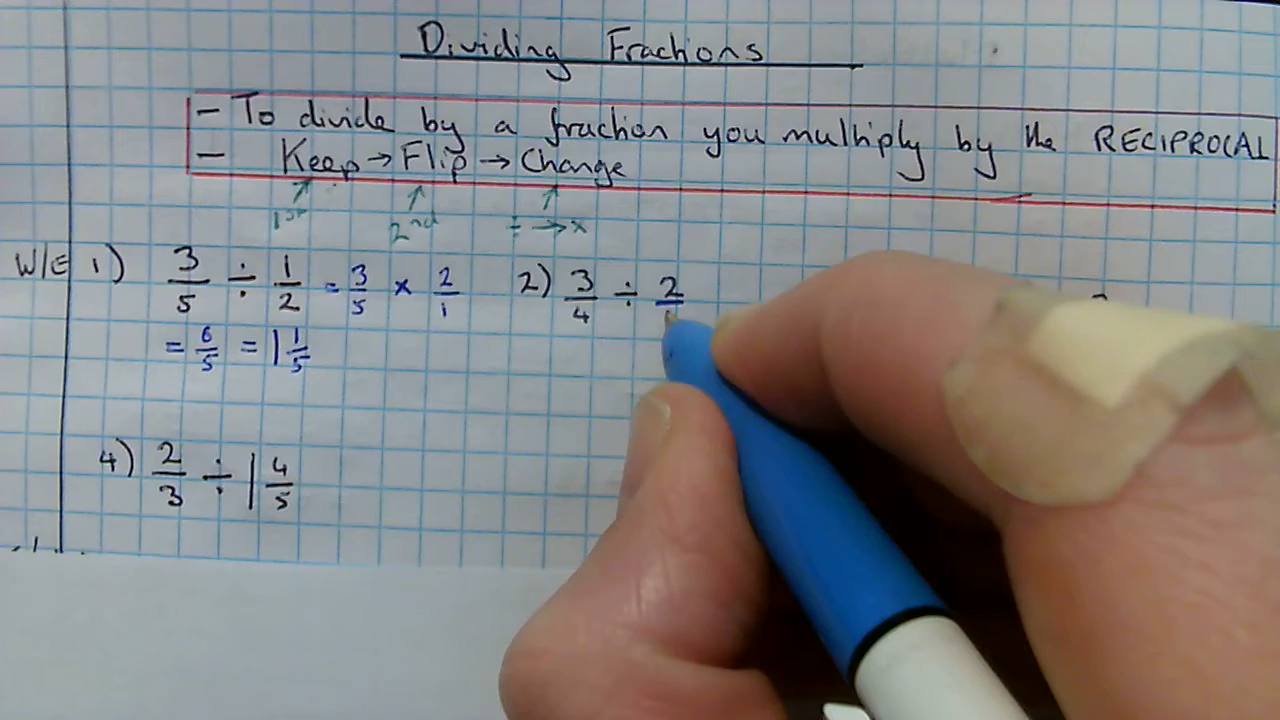 Dividing Fractions
- To divide by a fraction you multiply by the RECIPROCAL
- Keep → Flip → Change
1st 2nd ÷ → x
W/E 1) 3/5 ÷ 1/2 = 3/5 × 2/1 2) 3/4 ÷ 2/
= 6/5 = 1 1/5
4) 2/3 ÷ 1 4/5